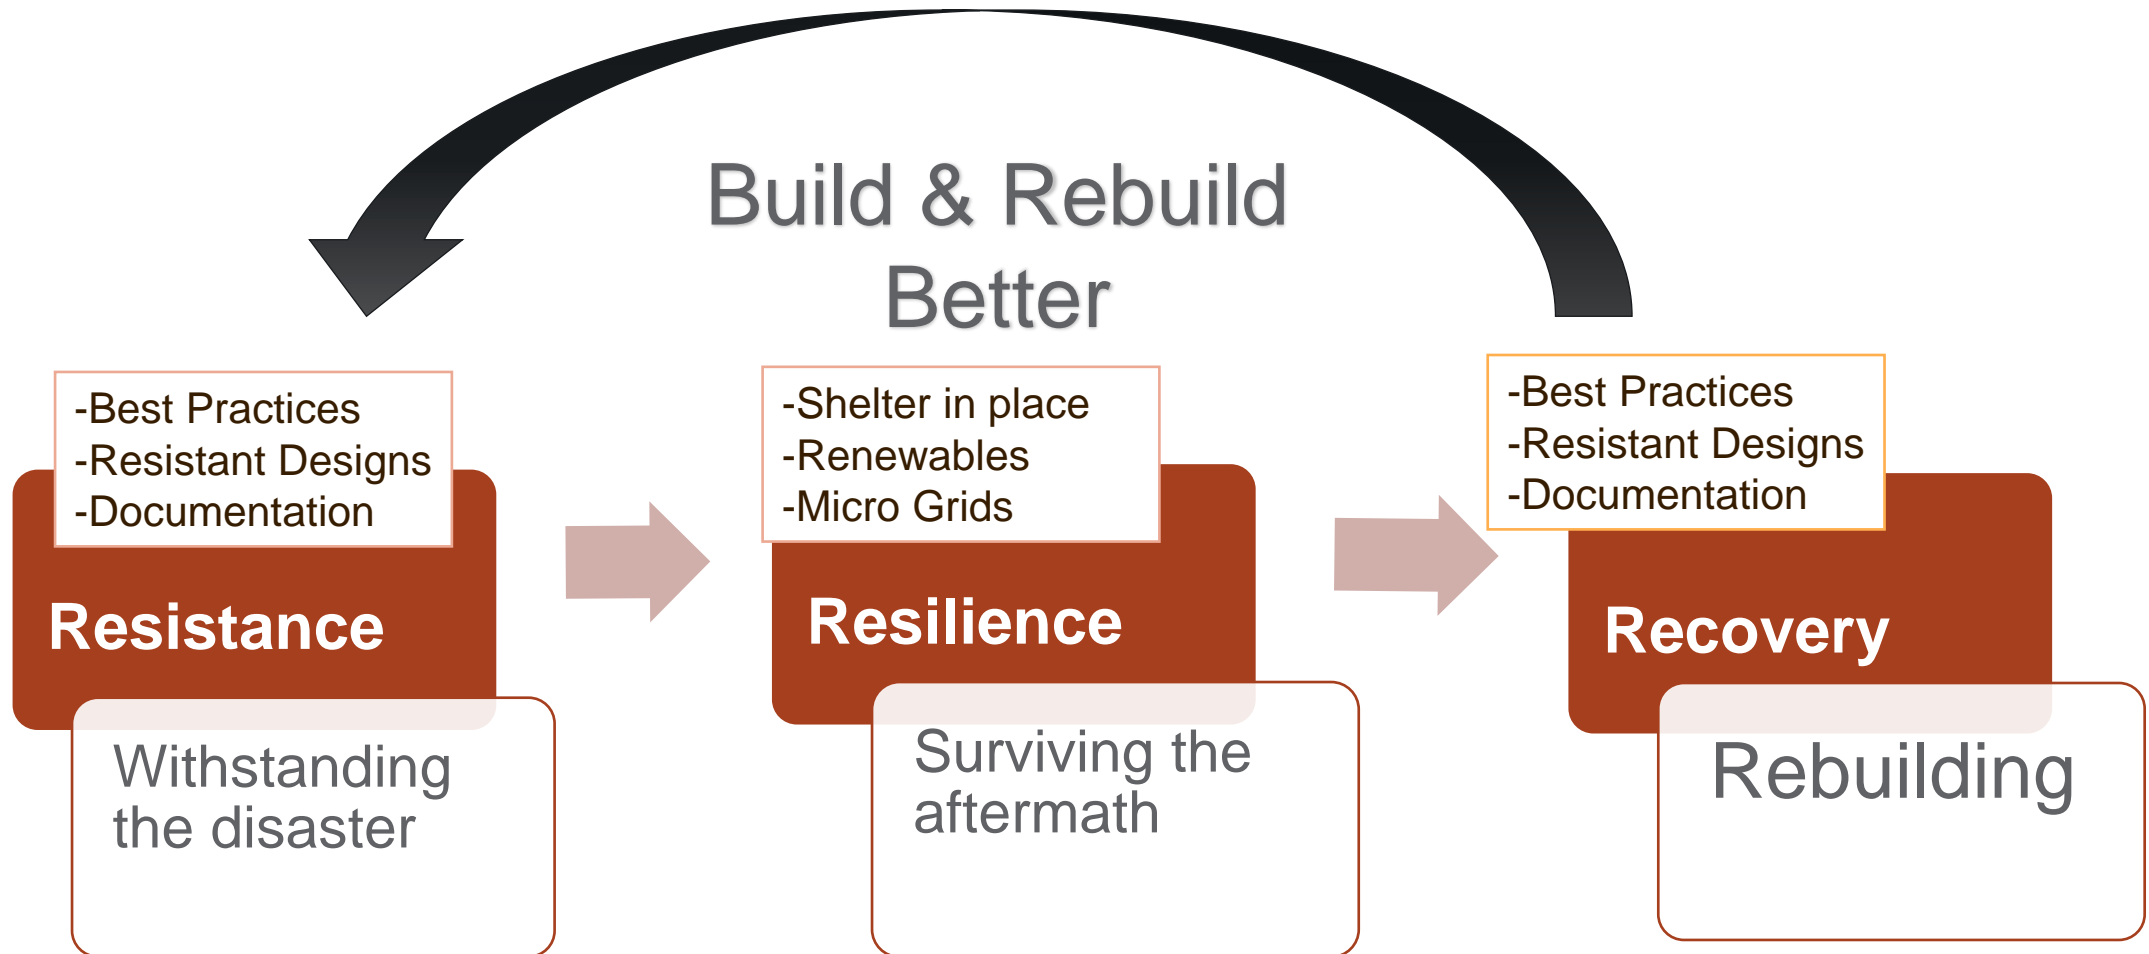 Build & Rebuild
Better
-Best Practices
-Resistant Designs
-Documentation
Resistance
Withstanding
the disaster
-Shelter in place
-Renewables
-Micro Grids
Resilience
Surviving the
aftermath
-Best Practices
-Resistant Designs
-Documentation
Recovery
Rebuilding